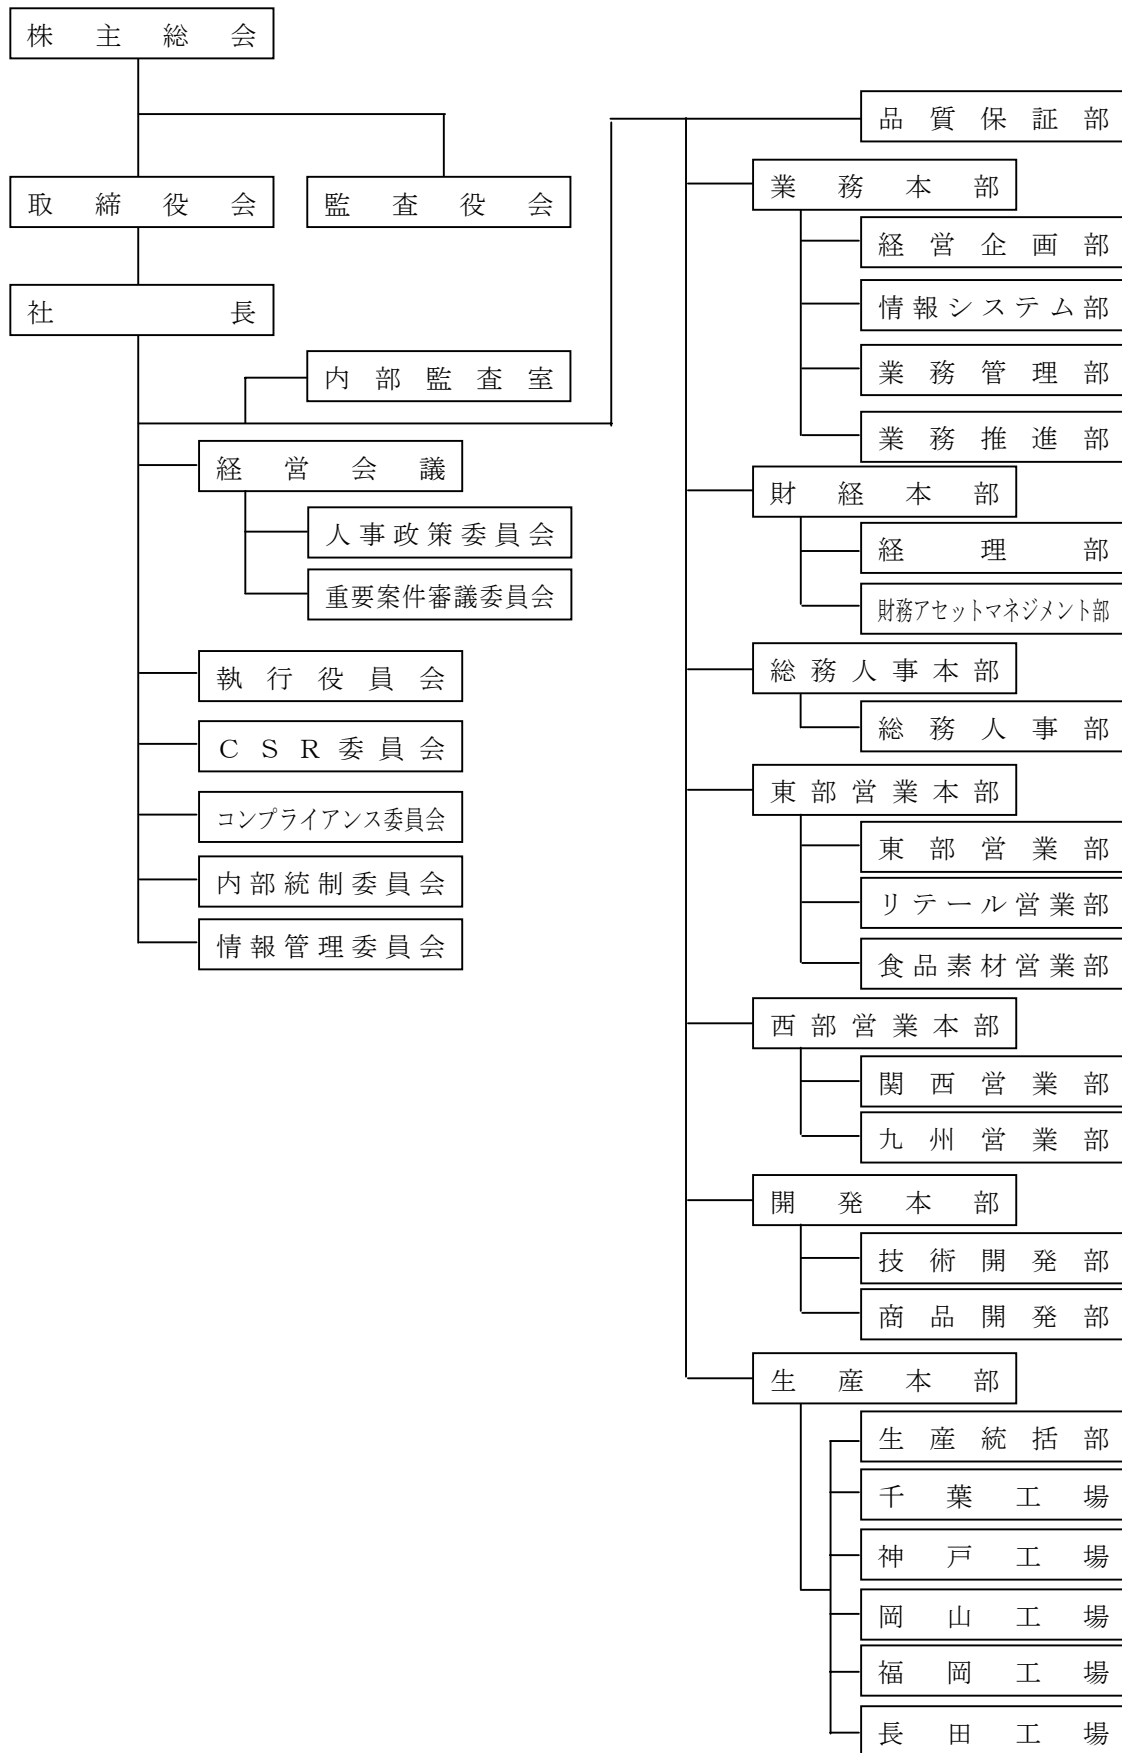 株主総会
取締役会
監査役会
社長
内部監査室
経営会議
人事政策委員会
重要案件審議委員会
執行役員会
CSR委員会
コンプライアンス委員会
内部統制委員会
情報管理委員会
品質保証部
業務本部
経営企画部
情報システム部
業務管理部
業務推進部
財経本部
経理部
財務アセットマネジメント部
総務人事本部
総務人事部
東部営業本部
東部営業部
リテール営業部
食品素材営業部
西部営業本部
関西営業部
九州営業部
開発本部
技術開発部
商品開発部
生産本部
生産統括部
千葉工場
神戸工場
岡山工場
福岡工場
長田工場